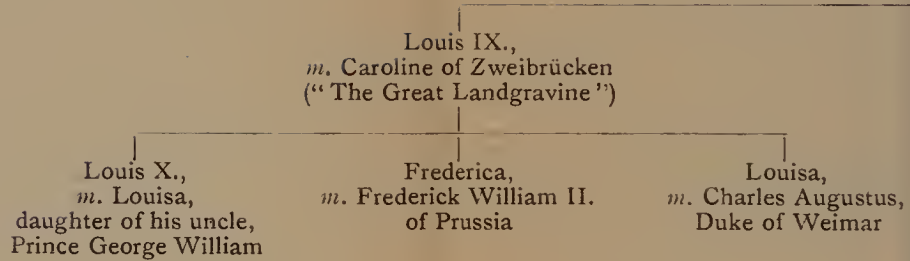 Louis IX.,
m. Caroline of Zweibrücken
(“The Great Landgravine”)
Louis X.,
m. Louisa,
daughter of his uncle,
Prince George William
Frederica,
m. Frederick William II.
of Prussia
Louisa,
m. Charles Augustus,
Duke of Weimar